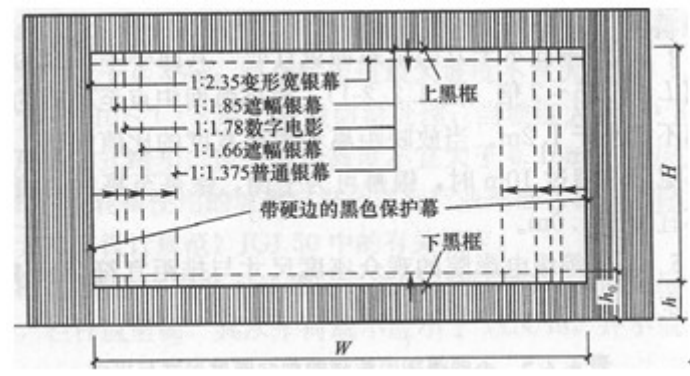 1:2.35变形宽银幕
上黑框
1:1.85遮幅银幕
1:1.78数字电影
1:1.66遮幅银幕
1:1.375普通银幕
带硬边的黑色保护幕
下黑框
H
h₀
h
W